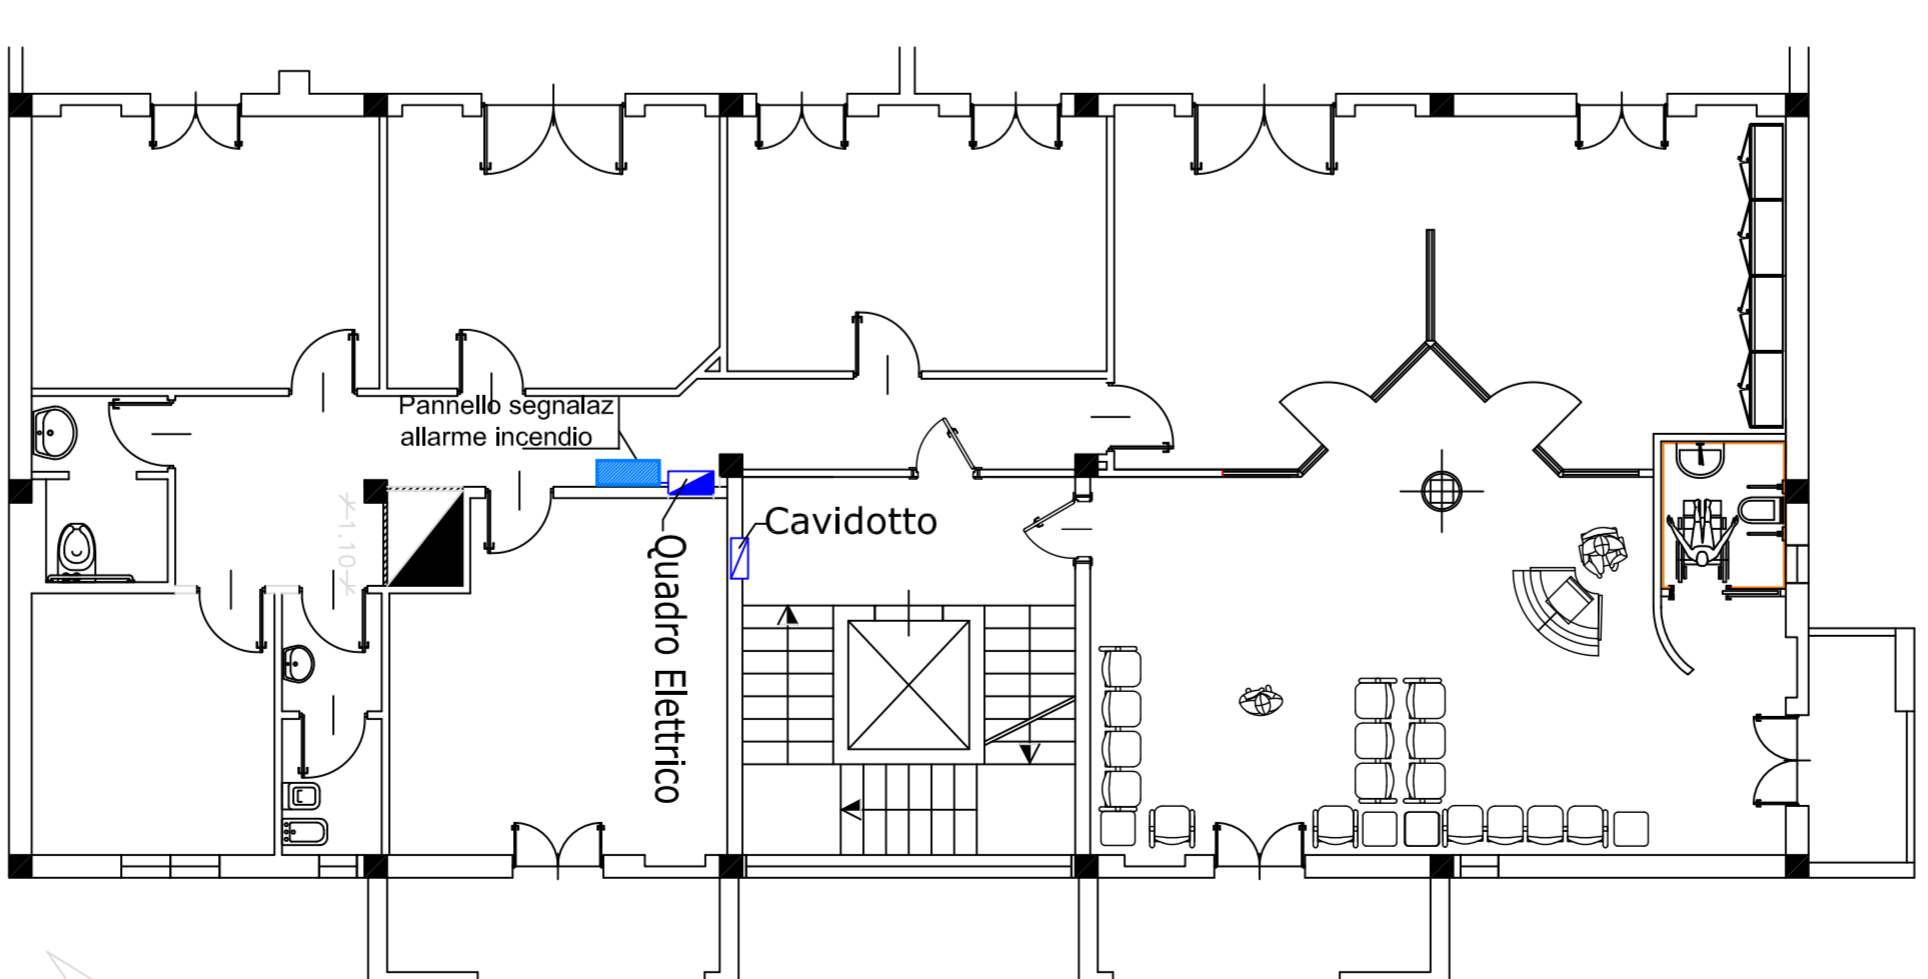 Pannello segnalaz
allarme incendio
Cavidotto
Quadro Elettrico
1.10